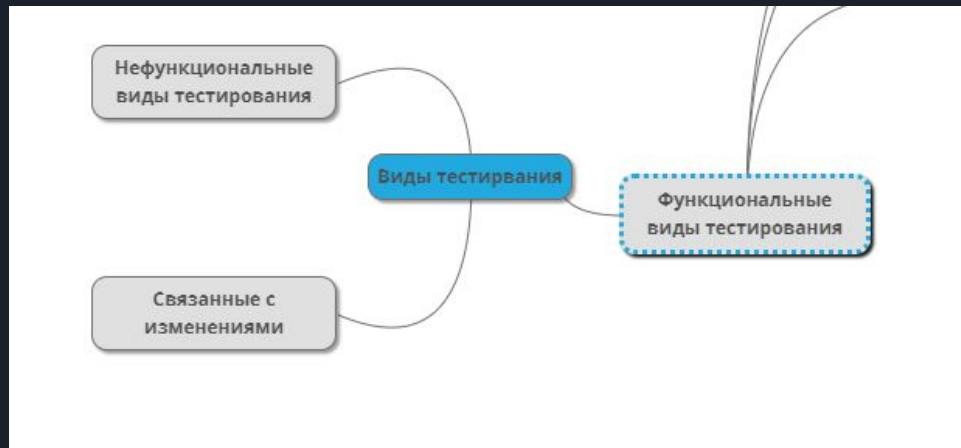 Нефункциональные
виды тестирования
Виды тестирвания
Функциональные
виды тестирования
Связанные с
изменениями